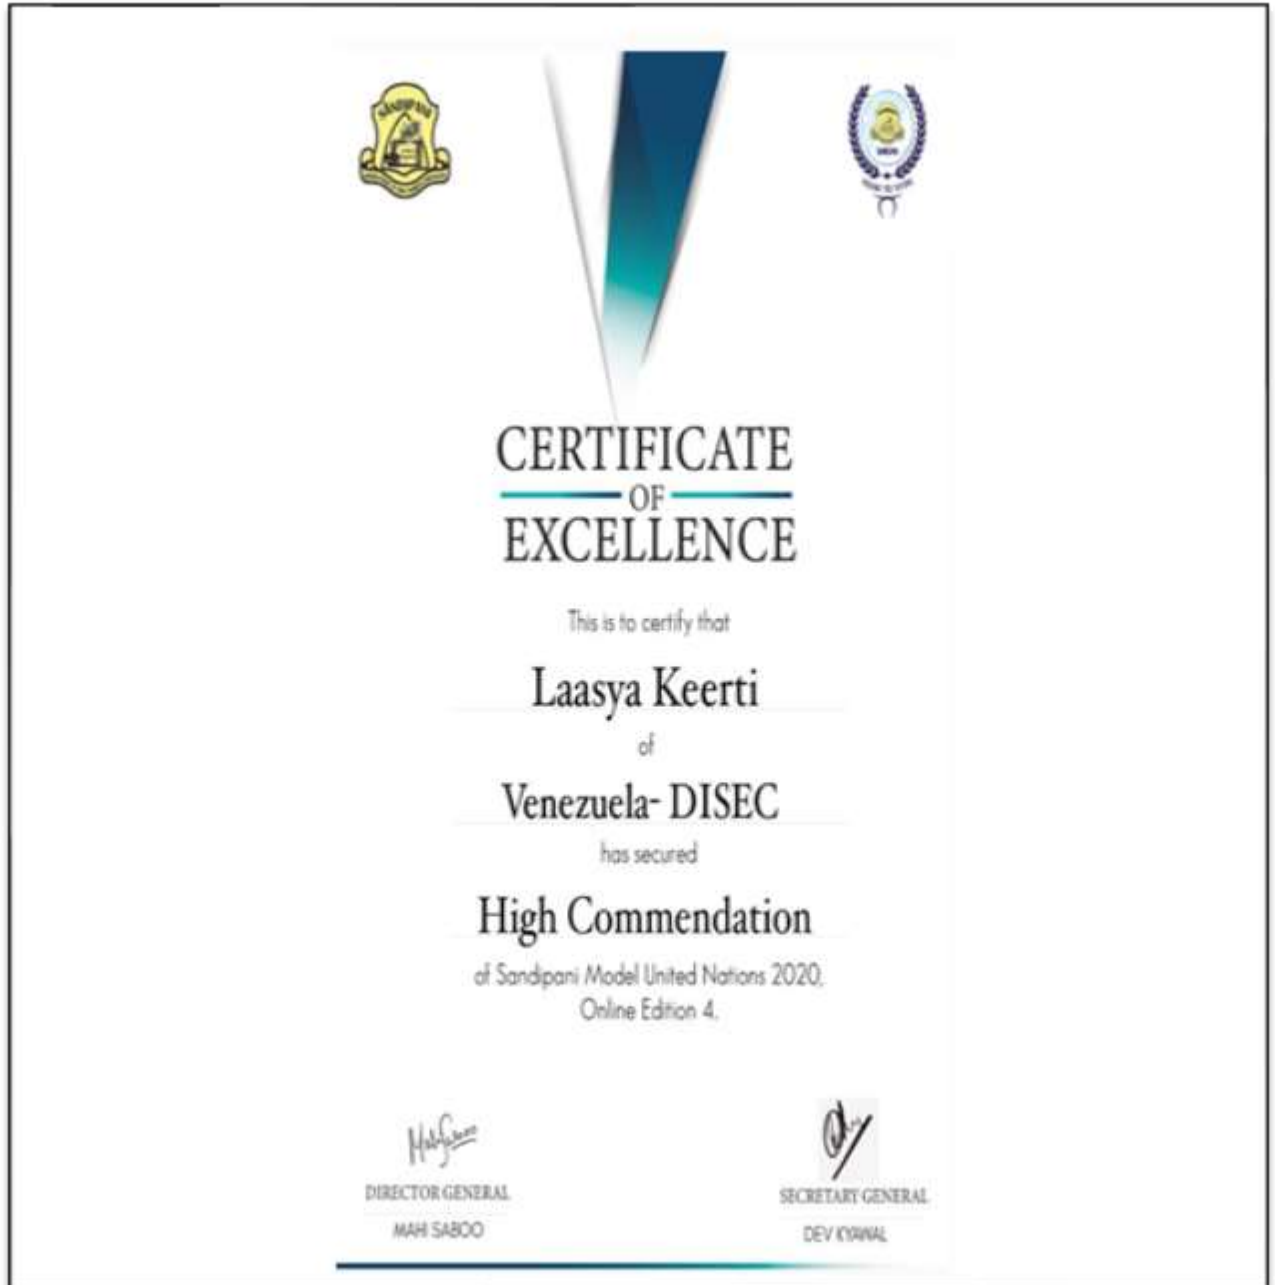 SANDIPANI
CERTIFICATE
OF
EXCELLENCE
This is to certify that
Laasya Keerti
of
Venezuela- DISEC
has secured
High Commendation
of Sandipani Model United Nations 2020,
Online Edition 4.
DIRECTOR GENERAL
MAHI SABOO
SECRETARY GENERAL
DEV KYAWAL